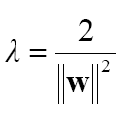 λ = 2 / ‖w‖²